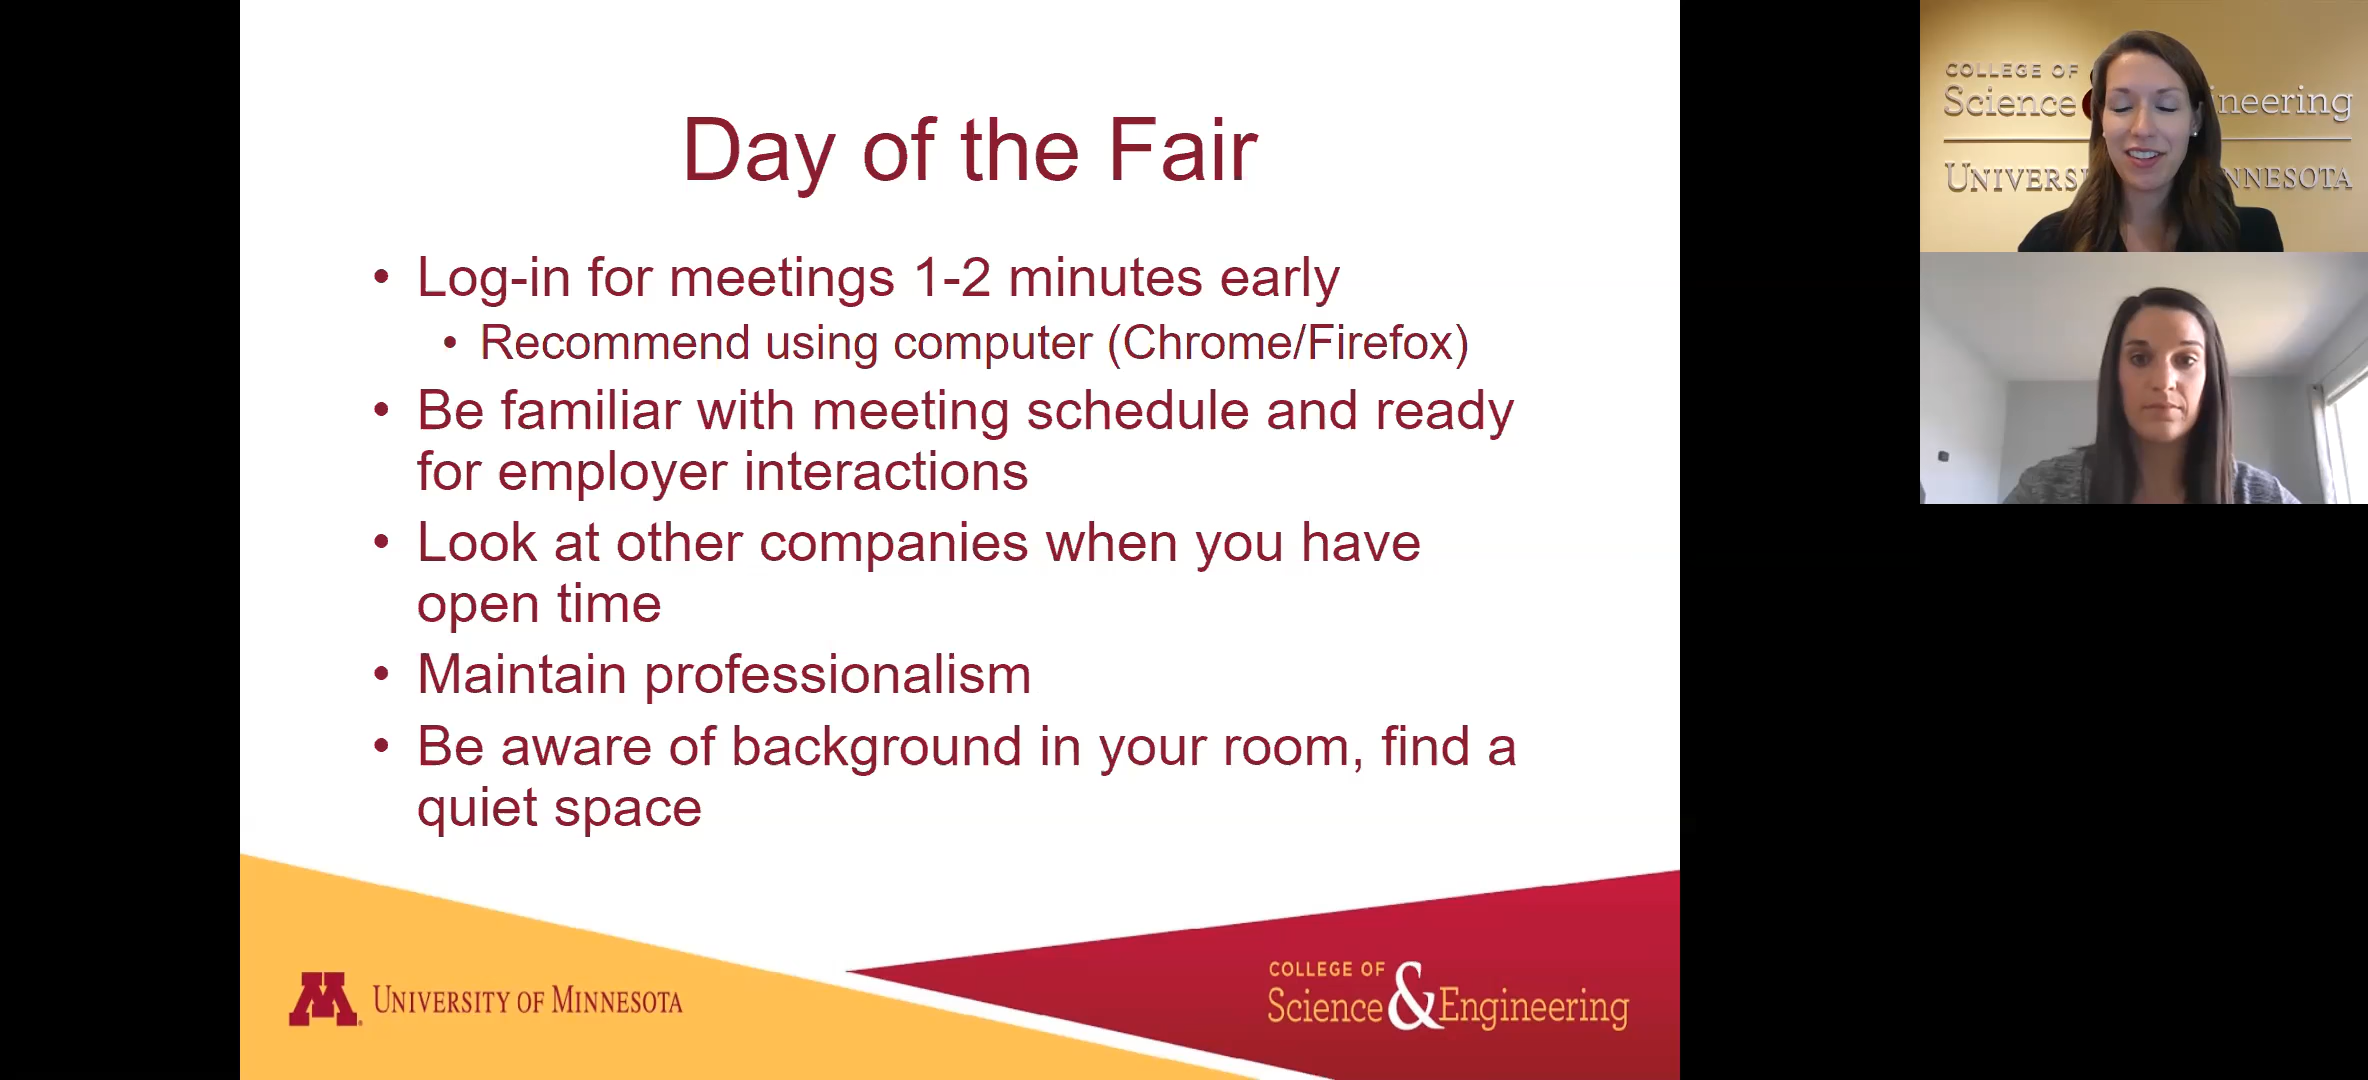 Day of the Fair
• Log-in for meetings 1-2 minutes early
• Recommend using computer (Chrome/Firefox)
• Be familiar with meeting schedule and ready
for employer interactions
• Look at other companies when you have
open time
• Maintain professionalism
• Be aware of background in your room, find a
quiet space
M UNIVERSITY OF MINNESOTA
COLLEGE OF
Science & Engineering
COLLEGE OF
Science ineering
UNIVERS NNESOTA